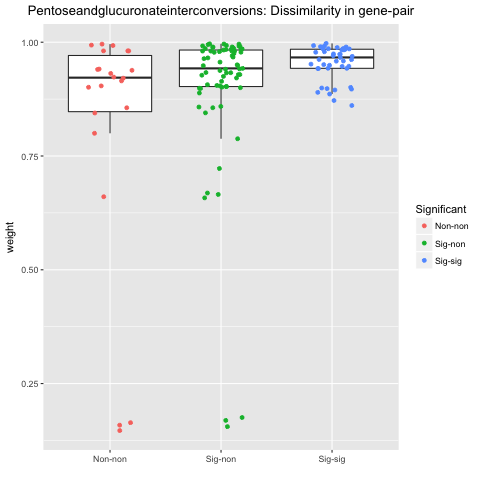 Pentoseandglucuronateinterconversions: Dissimilarity in gene-pair
1.00
0.75
0.50
0.25
weight
Non-non
Sig-non
Sig-sig
Significant
Non-non
Sig-non
Sig-sig